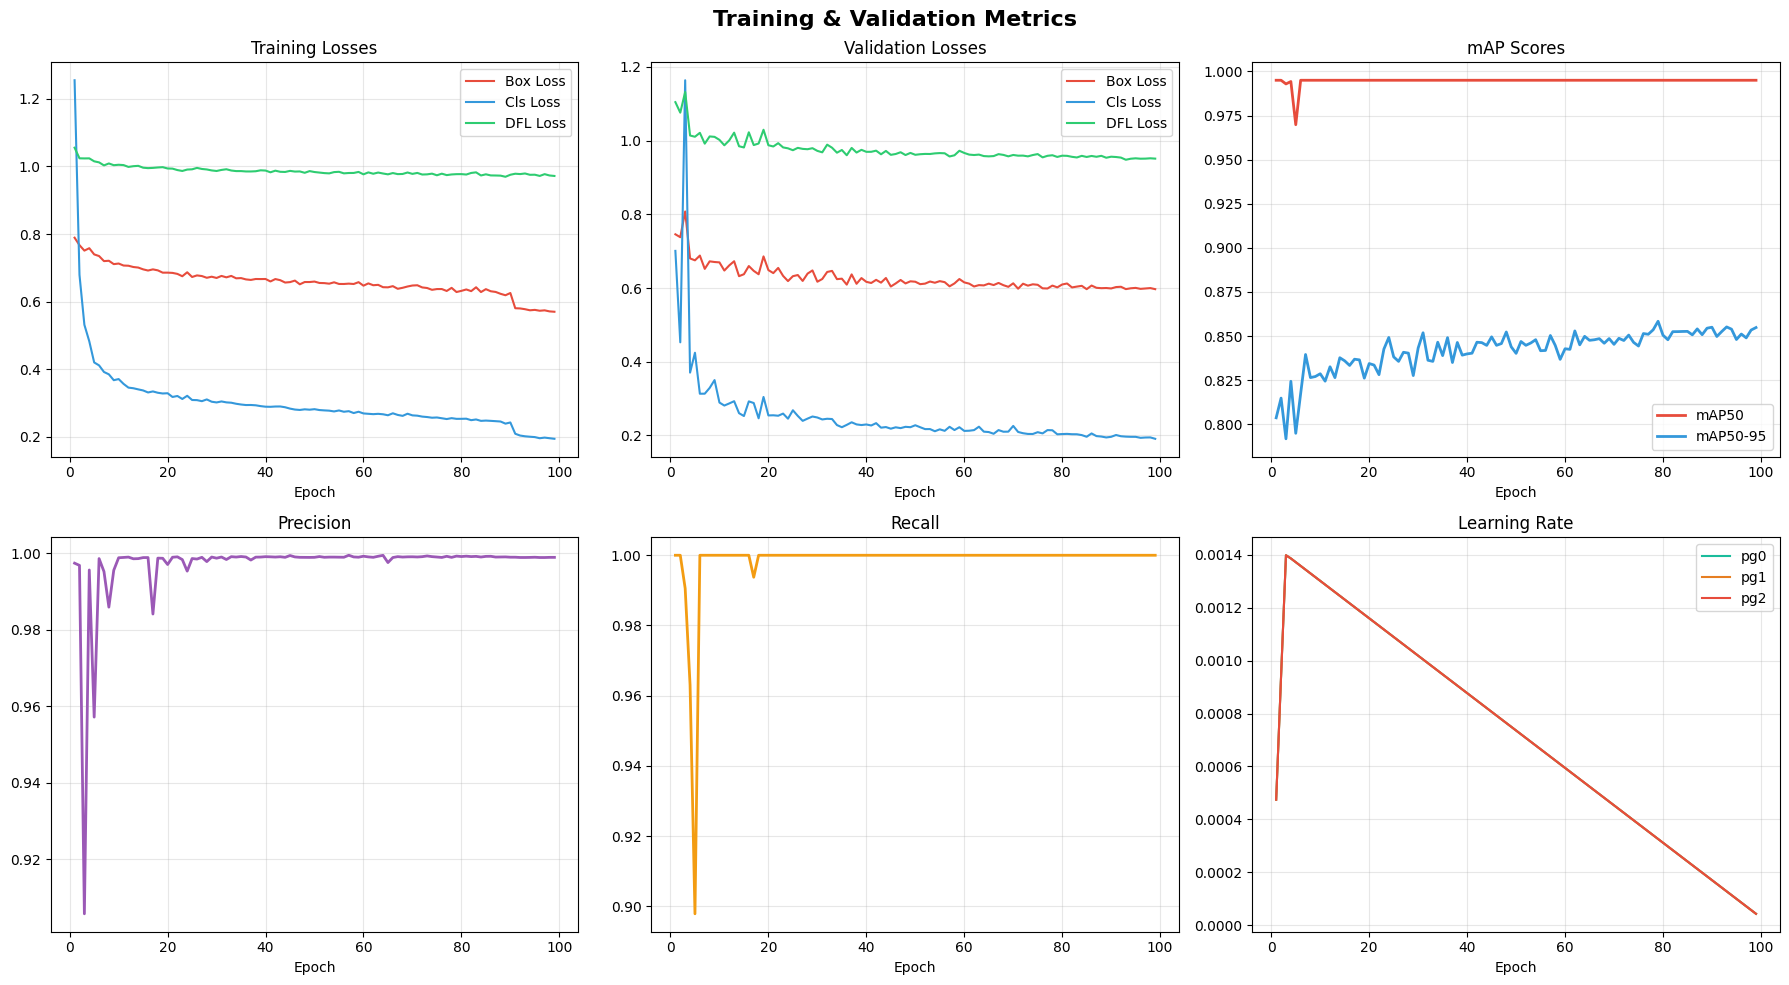 Training & Validation Metrics
Training Losses
1.2
1.0
0.8
0.6
0.4
0.2
0 20 40 60 80 100
Epoch
Box Loss
Cls Loss
DFL Loss
Validation Losses
1.2
1.0
0.8
0.6
0.4
0.2
0 20 40 60 80 100
Epoch
Box Loss
Cls Loss
DFL Loss
mAP Scores
1.000
0.975
0.950
0.925
0.900
0.875
0.850
0.825
0.800
0 20 40 60 80 100
Epoch
mAP50
mAP50-95
Precision
1.00
0.98
0.96
0.94
0.92
0 20 40 60 80 100
Epoch
Recall
1.00
0.98
0.96
0.94
0.92
0.90
0 20 40 60 80 100
Epoch
Learning Rate
0.0014
0.0012
0.0010
0.0008
0.0006
0.0004
0.0002
0.0000
0 20 40 60 80 100
Epoch
pg0
pg1
pg2